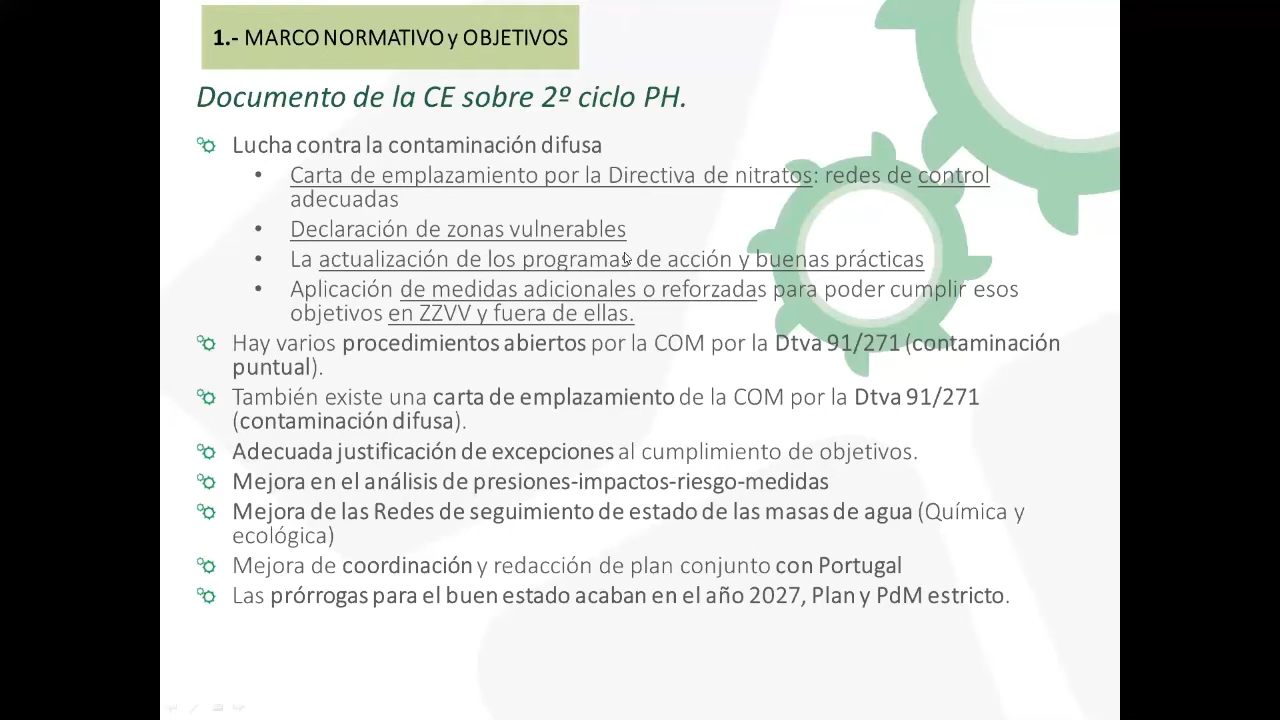 1.- MARCO NORMATIVO y OBJETIVOS
Documento de la CE sobre 2º ciclo PH.
Lucha contra la contaminación difusa
• Carta de emplazamiento por la Directiva de nitratos: redes de control
adecuadas
• Declaración de zonas vulnerables
• La actualización de los programas de acción y buenas prácticas
• Aplicación de medidas adicionales o reforzadas para poder cumplir esos
objetivos en ZZVV y fuera de ellas.
Hay varios procedimientos abiertos por la COM por la Dtva 91/271 (contaminación
puntual).
También existe una carta de emplazamiento de la COM por la Dtva 91/271
(contaminación difusa).
Adecuada justificación de excepciones al cumplimiento de objetivos.
Mejora en el análisis de presiones-impactos-riesgo-medidas
Mejora de las Redes de seguimiento de estado de las masas de agua (Química y
ecológica)
Mejora de coordinación y redacción de plan conjunto con Portugal
Las prórrogas para el buen estado acaban en el año 2027, Plan y PdM estricto.